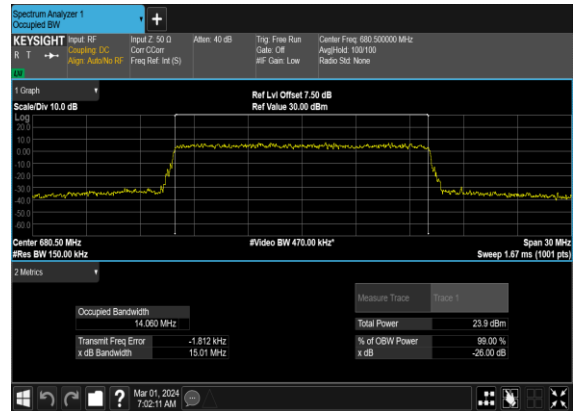 Spectrum Analyzer 1
Occupied BW
KEYSIGHT
R T
Input: RF
Coupling: DC
Align: Auto/No RF
Input Z: 50 Ω
Corr CCorr
Freq Ref: Int (S)
Atten: 40 dB
Trig: Free Run
Gate: Off
#IF Gain: Low
Center Freq: 680.500000 MHz
Avg|Hold: 100/100
Radio Std: None
1 Graph
Scale/Div 10.0 dB
Ref Lvl Offset 7.50 dB
Ref Value 30.00 dBm
Log
20.0
10.0
0.00
-10.0
-20.0
-30.0
-40.0
-50.0
-60.0
Center 680.50 MHz
#Res BW 150.00 kHz
#Video BW 470.00 kHz*
Span 30 MHz
Sweep 1.67 ms (1001 pts)
2 Metrics
Measure Trace
Trace 1
Occupied Bandwidth
14.060 MHz
Total Power
23.9 dBm
Transmit Freq Error
-1.812 kHz
% of OBW Power
99.00 %
x dB Bandwidth
15.01 MHz
x dB
-26.00 dB
Mar 01, 2024
7:02:11 AM